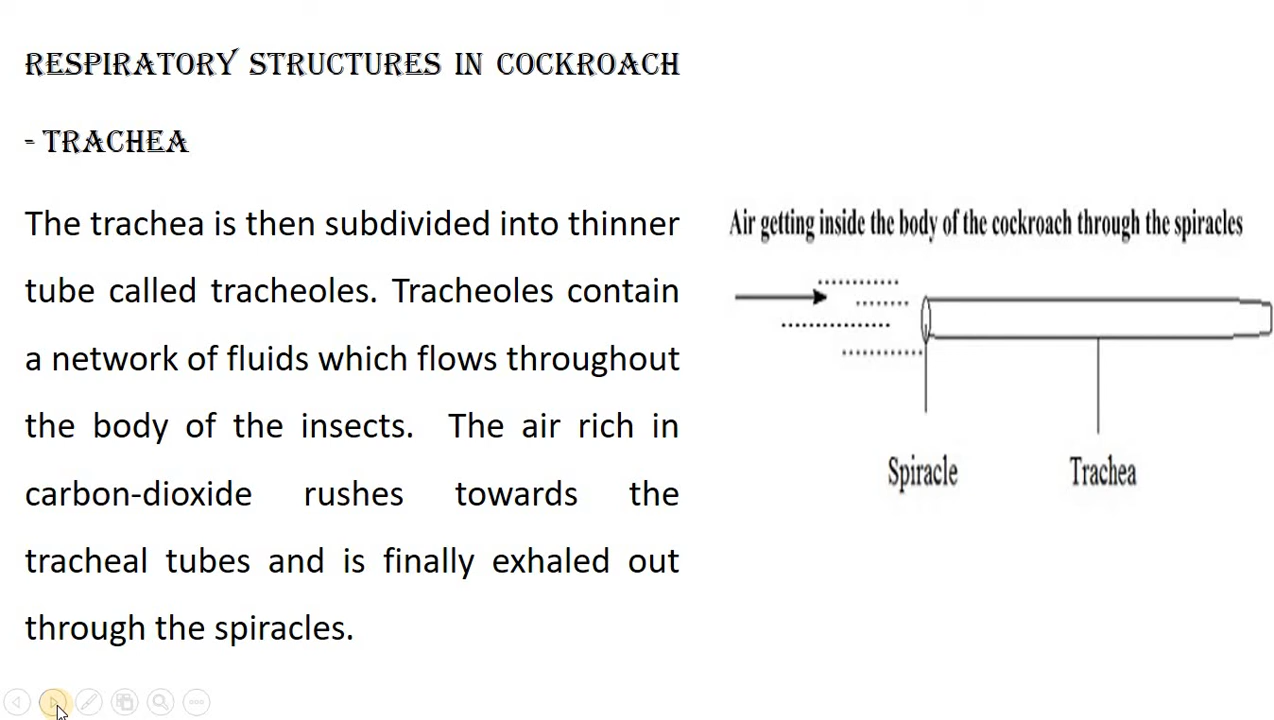 RESPIRATORY STRUCTURES IN COCKROACH
- TRACHEA
The trachea is then subdivided into thinner
tube called tracheoles. Tracheoles contain
a network of fluids which flows throughout
the body of the insects. The air rich in
carbon-dioxide rushes towards the
tracheal tubes and is finally exhaled out
through the spiracles.
Air getting inside the body of the cockroach through the spiracles
Spiracle
Trachea